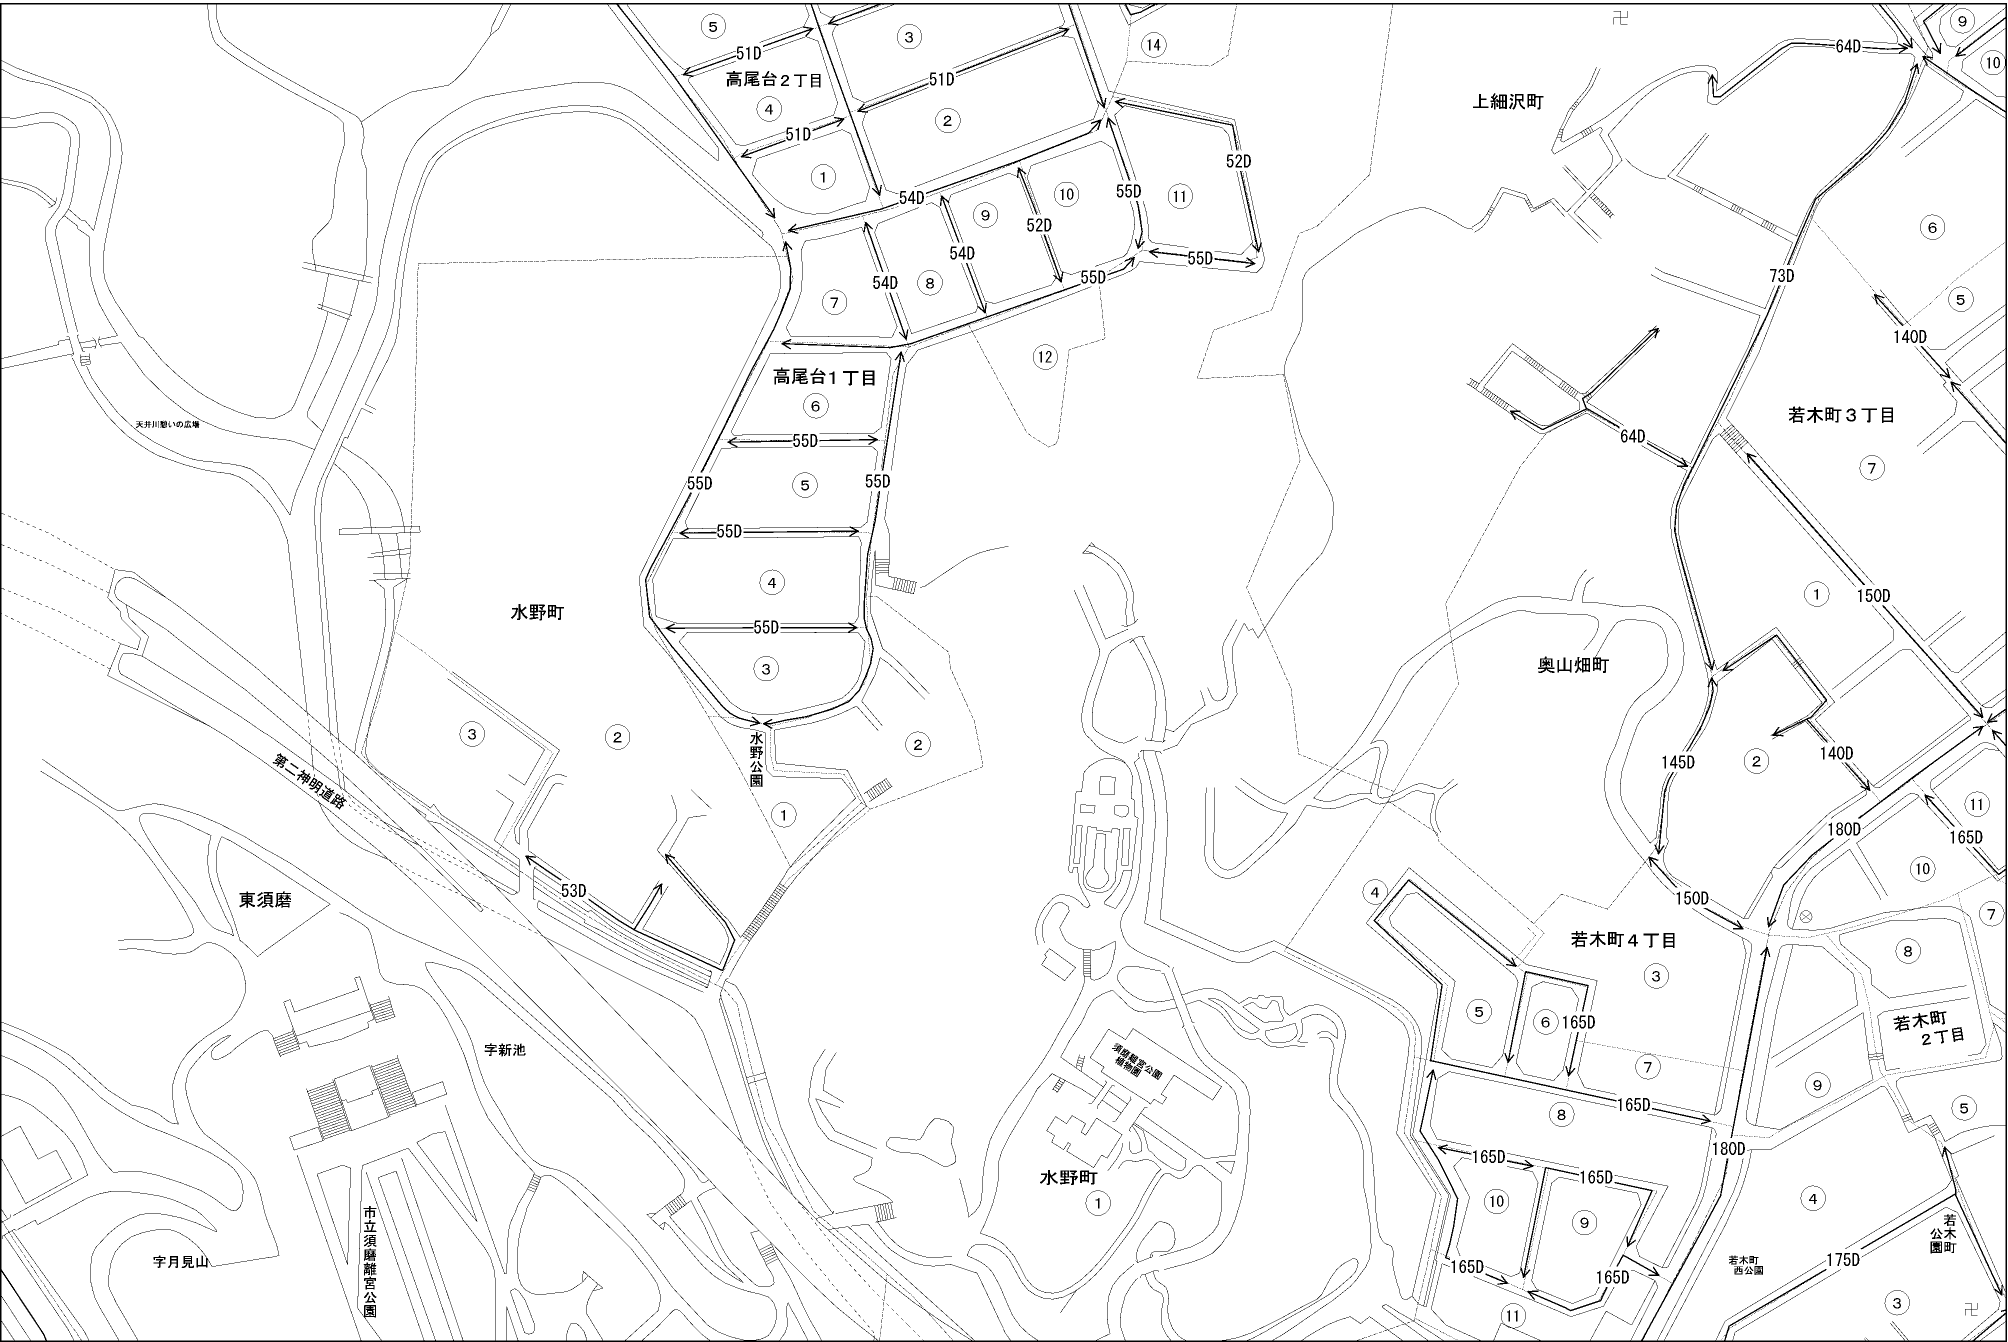 ⑤
51D
高尾台２丁目
④
51D
①
③
51D
②
⑭
卍
上細沢町
64D
⑨
⑩
54D
⑦
54D
⑧
54D
⑨
52D
⑩
55D
⑪
52D
55D
55D
⑫
高尾台１丁目
⑥
55D
⑤
55D
55D
55D
④
55D
③
73D
⑥
⑤
140D
若木町３丁目
⑦
64D
①
150D
天井川憩いの広場
水野町
③
②
水野公園
②
①
第二神明道路
53D
奥山畑町
145D
②
140D
180D
⑪
165D
⑩
⑦
150D
④
若木町４丁目
③
⑤
⑥
165D
⑦
165D
⑧
165D
165D
⑩
⑨
165D
165D
⑪
180D
⑧
若木町
２丁目
⑨
⑤
④
若木町
公園
若木町
西公園
175D
③
卍
東須磨
字新池
字月見山
市立須磨離宮公園
須磨離宮公園
植物園
水野町
①